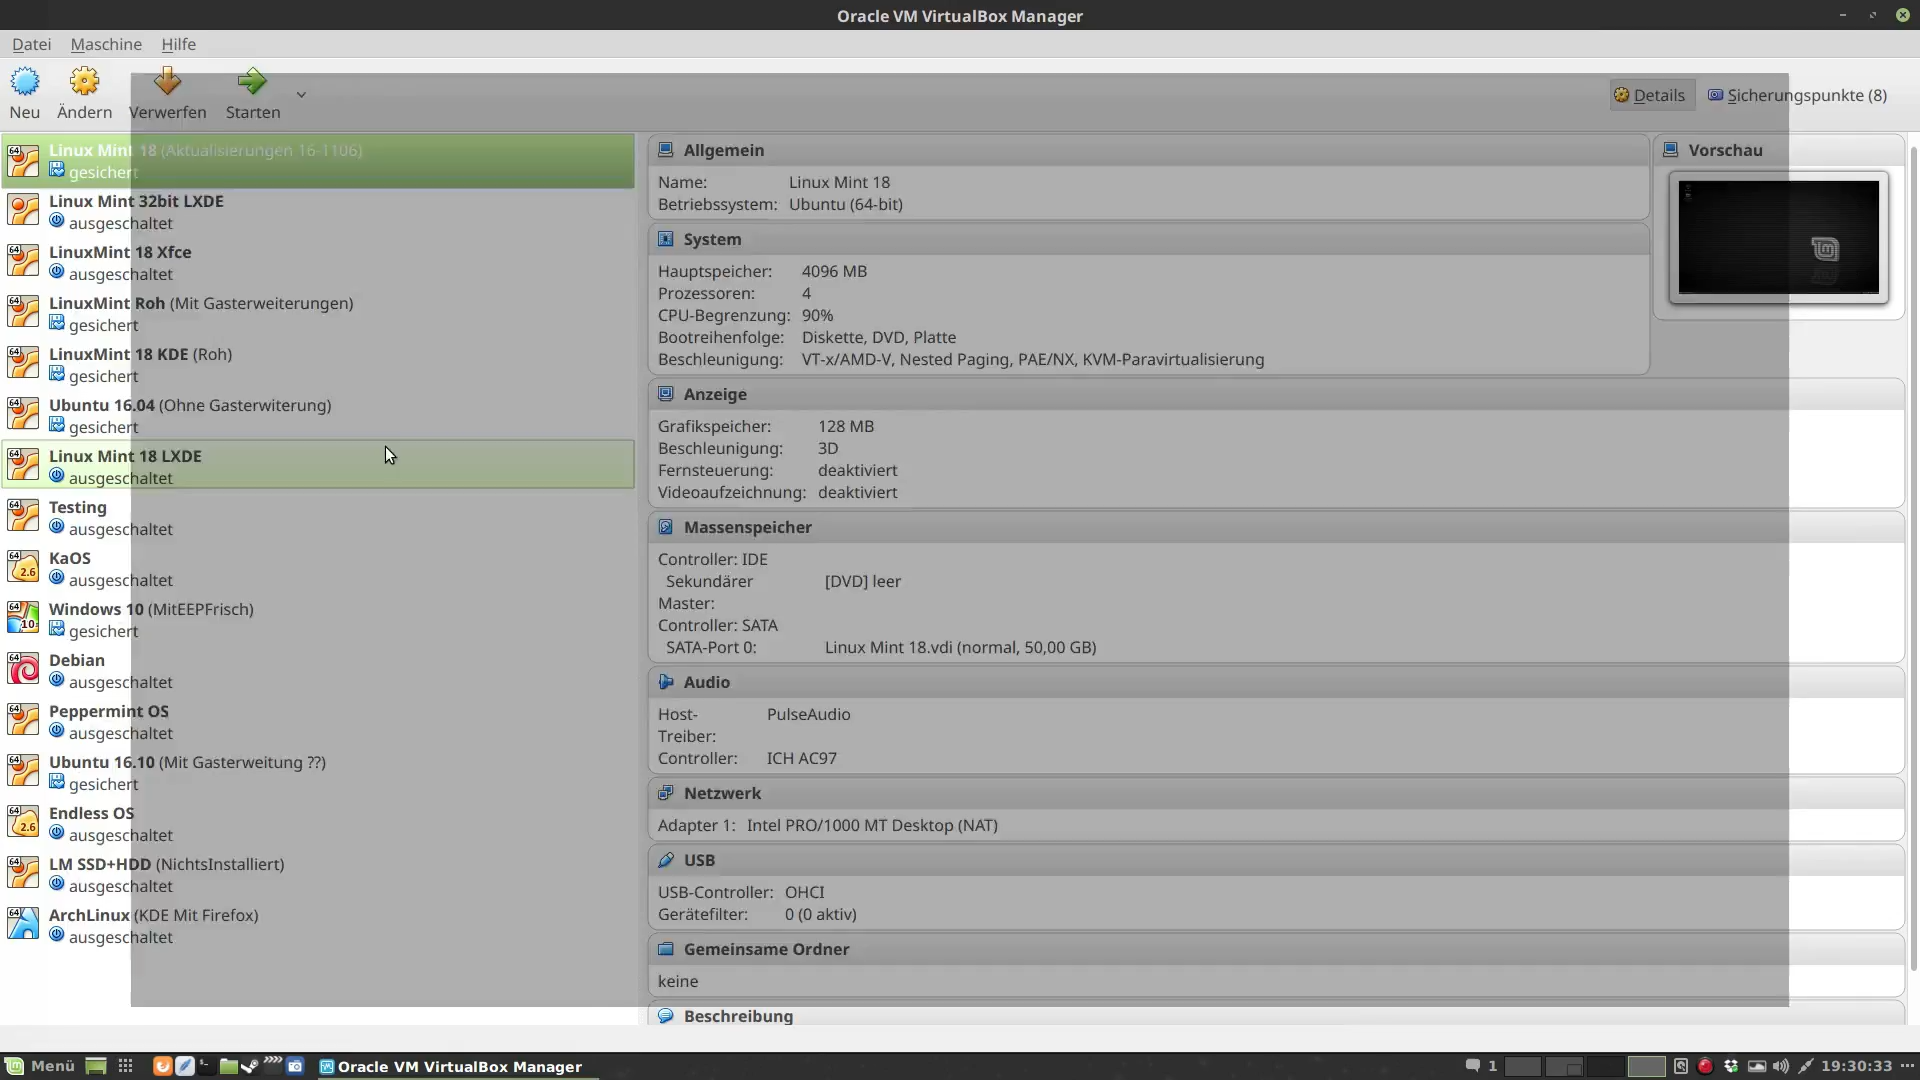 Oracle VM VirtualBox Manager
Datei Maschine Hilfe
Neu Ändern Verwerfen Starten
Details Sicherungspunkte (8)
Linux Mint 18 (Aktualisierungen 16-1106)
gesichert
Linux Mint 32bit LXDE
ausgeschaltet
LinuxMint 18 Xfce
ausgeschaltet
LinuxMint Roh (Mit Gasterweiterungen)
gesichert
LinuxMint 18 KDE (Roh)
gesichert
Ubuntu 16.04 (Ohne Gasterwiterung)
gesichert
Linux Mint 18 LXDE
ausgeschaltet
Testing
ausgeschaltet
KaOS
ausgeschaltet
Windows 10 (MitEEPFrisch)
gesichert
Debian
ausgeschaltet
Peppermint OS
ausgeschaltet
Ubuntu 16.10 (Mit Gasterweitung ??)
gesichert
Endless OS
ausgeschaltet
LM SSD+HDD (NichtsInstalliert)
ausgeschaltet
ArchLinux (KDE Mit Firefox)
ausgeschaltet
Allgemein
Name: Linux Mint 18
Betriebssystem: Ubuntu (64-bit)
System
Hauptspeicher: 4096 MB
Prozessoren: 4
CPU-Begrenzung: 90%
Bootreihenfolge: Diskette, DVD, Platte
Beschleunigung: VT-x/AMD-V, Nested Paging, PAE/NX, KVM-Paravirtualisierung
Anzeige
Grafikspeicher: 128 MB
Beschleunigung: 3D
Fernsteuerung: deaktiviert
Videoaufzeichnung: deaktiviert
Massenspeicher
Controller: IDE
Sekundärer [DVD] leer
Master:
Controller: SATA
SATA-Port 0: Linux Mint 18.vdi (normal, 50,00 GB)
Audio
Host- PulseAudio
Treiber:
Controller: ICH AC97
Netzwerk
Adapter 1: Intel PRO/1000 MT Desktop (NAT)
USB
USB-Controller: OHCI
Gerätefilter: 0 (0 aktiv)
Gemeinsame Ordner
keine
Beschreibung
Vorschau
Menü Oracle VM VirtualBox Manager 1 19:30:33